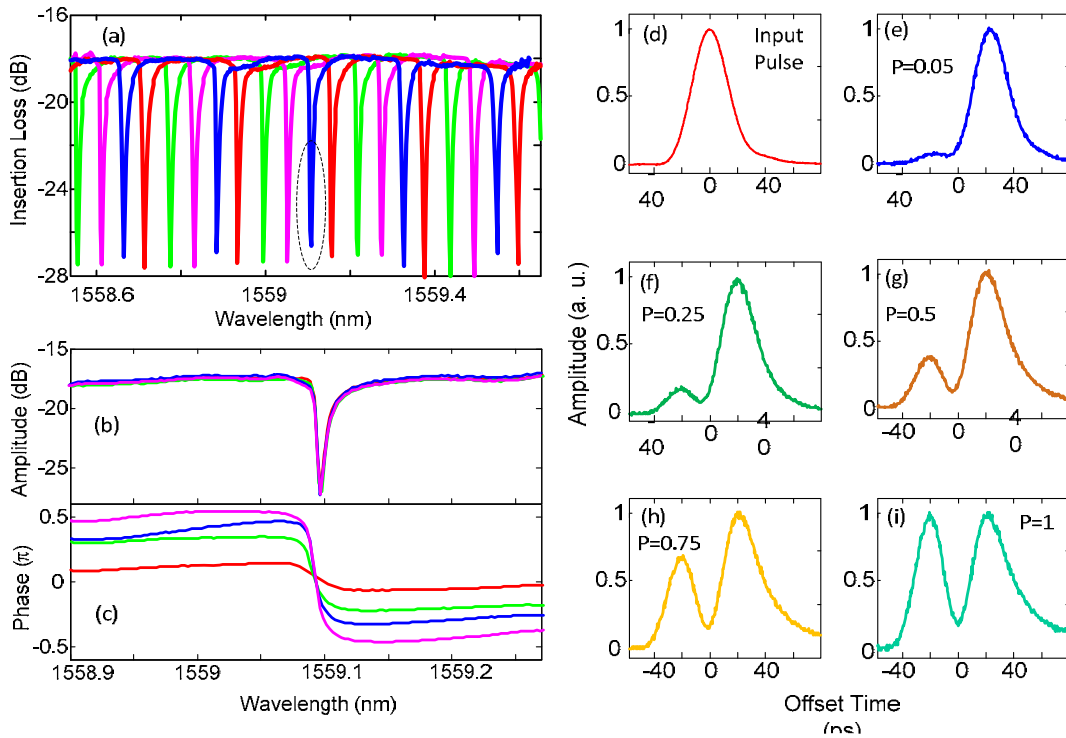 (a)
Insertion Loss (dB)
-16
-20
-24
-28
1558.6
1559
1559.4
Wavelength (nm)
(b)
Amplitude (dB)
-15
-20
-25
(c)
Phase (π)
0.5
0
-0.5
1558.9
1559
1559.1
1559.2
Wavelength (nm)
Amplitude (a. u.)
(d)
Input
Pulse
1
0.5
0
-
40
0
40
(e)
P=0.05
1
0.5
0
-
40
0
40
(f)
P=0.25
1
0.5
0
-
40
0
4
0
(g)
P=0.5
1
0.5
0
-40
0
4
0
(h)
P=0.75
1
0.5
0
-40
0
40
(i)
P=1
1
0.5
0
-40
0
40
Offset Time
(ps)